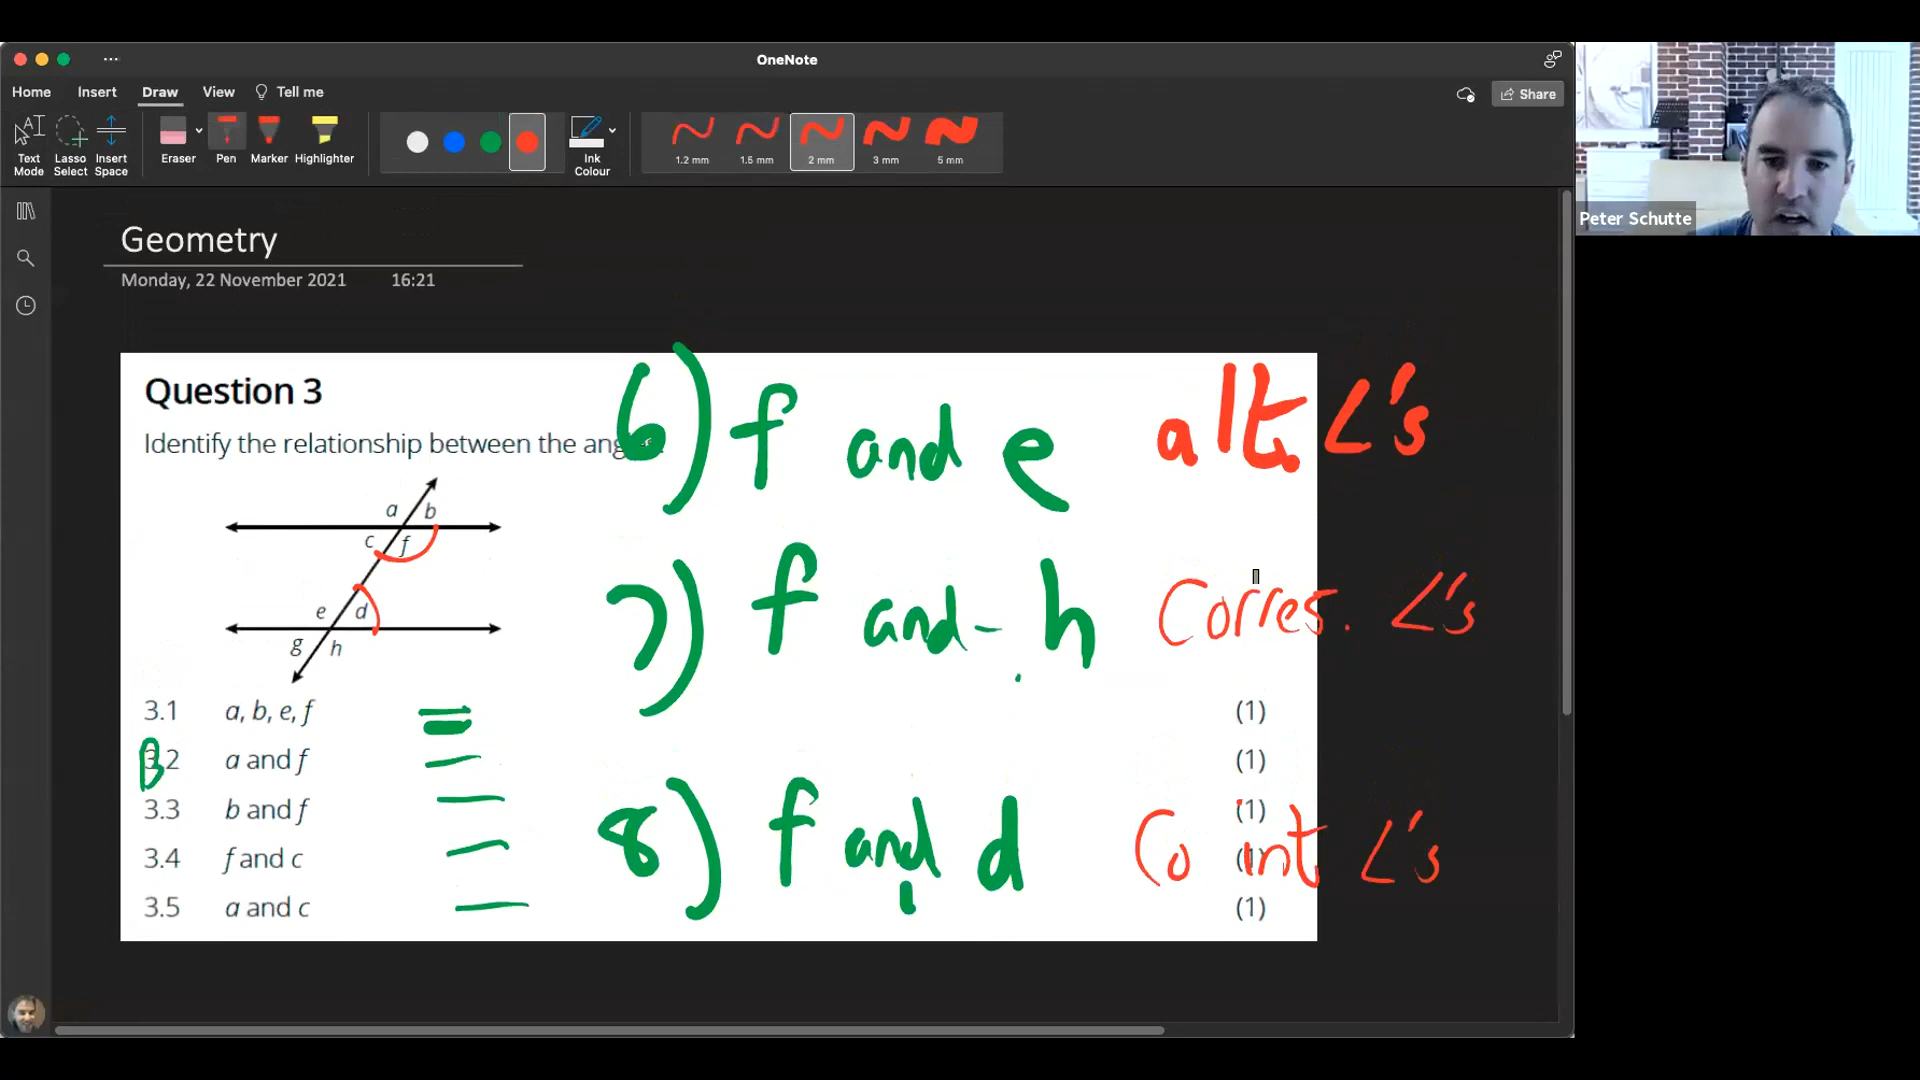 OneNote
Home Insert Draw View Tell me
Share
Text Mode
Lasso Select
Insert Space
Eraser
Pen
Marker
Highlighter
Ink Colour
1.2 mm
1.5 mm
2 mm
3 mm
5 mm
Peter Schutte
Geometry
Monday, 22 November 2021 16:21
Question 3
Identify the relationship between the
a b
c f
e d
g h
6) f and e alt. ∠'s
7) f and h Corres. ∠'s
8) f and d Co int ∠'s
3.1 a, b, e, f = (1)
3.2 a and f (1)
3.3 b and f (1)
3.4 f and c (1)
3.5 a and c (1)